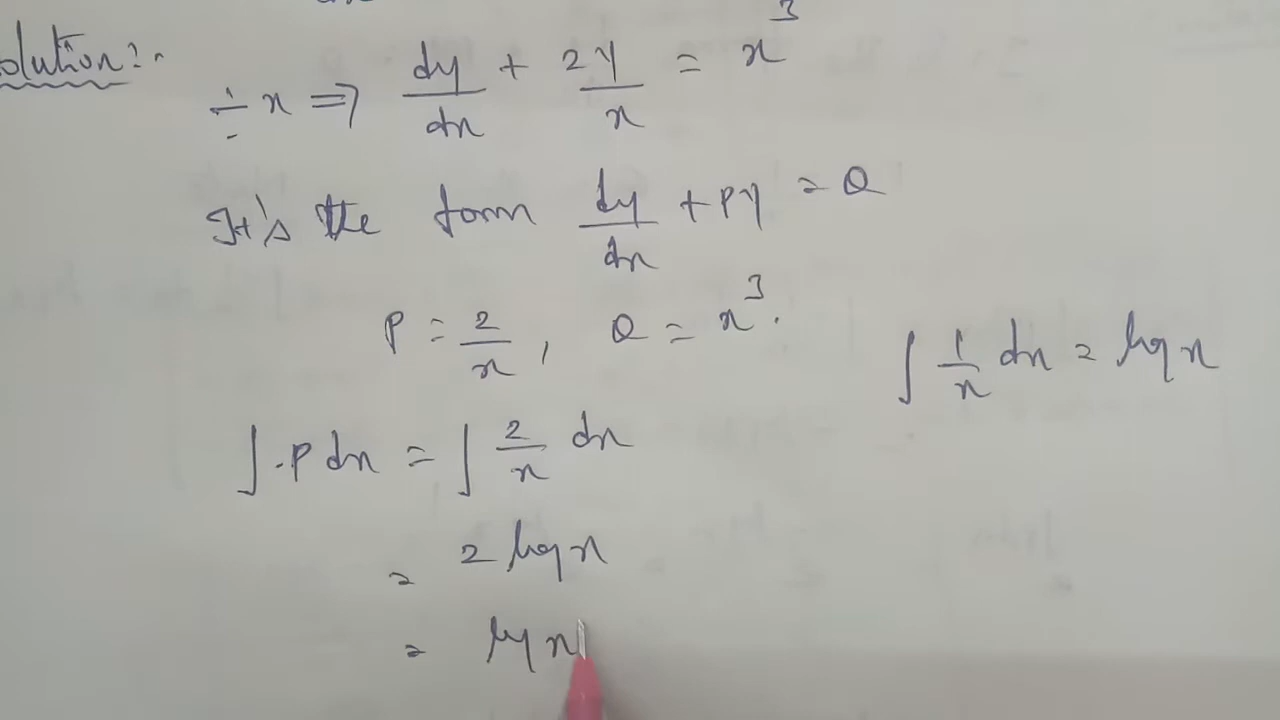 olution:-
÷ x ⇒ dy/dx + 2y/x = x³
It's the form dy/dx + Py = Q
P = 2/x, Q = x³.
∫ 1/x dx = log x
∫ P dx = ∫ 2/x dx
= 2 log x
= log x